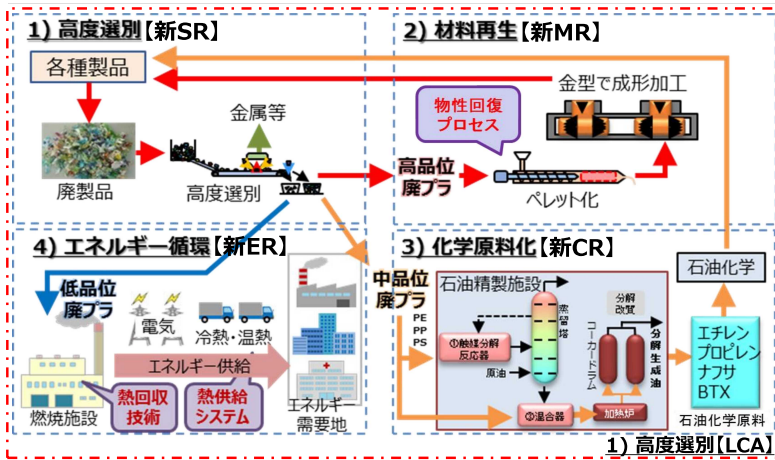 1) 高度選別【新SR】
各種製品
廃製品
金属等
高度選別
2) 材料再生【新MR】
金型で成形加工
物性回復
プロセス
高品位
廃プラ
ペレット化
4) エネルギー循環【新ER】
低品位
廃プラ
電気
冷熱・温熱
エネルギー供給
燃焼施設
熱回収
技術
熱供給
システム
エネルギー
需要地
3) 化学原料化【新CR】
中品位
廃プラ
PE
PP
PS
石油精製施設
①触媒分解
反応器
原油
蒸留塔
②混合器
加熱炉
コーカードラム
分解
改質
分解生成油
石油化学
エチレン
プロピレン
ナフサ
BTX
石油化学原料
1) 高度選別【LCA】